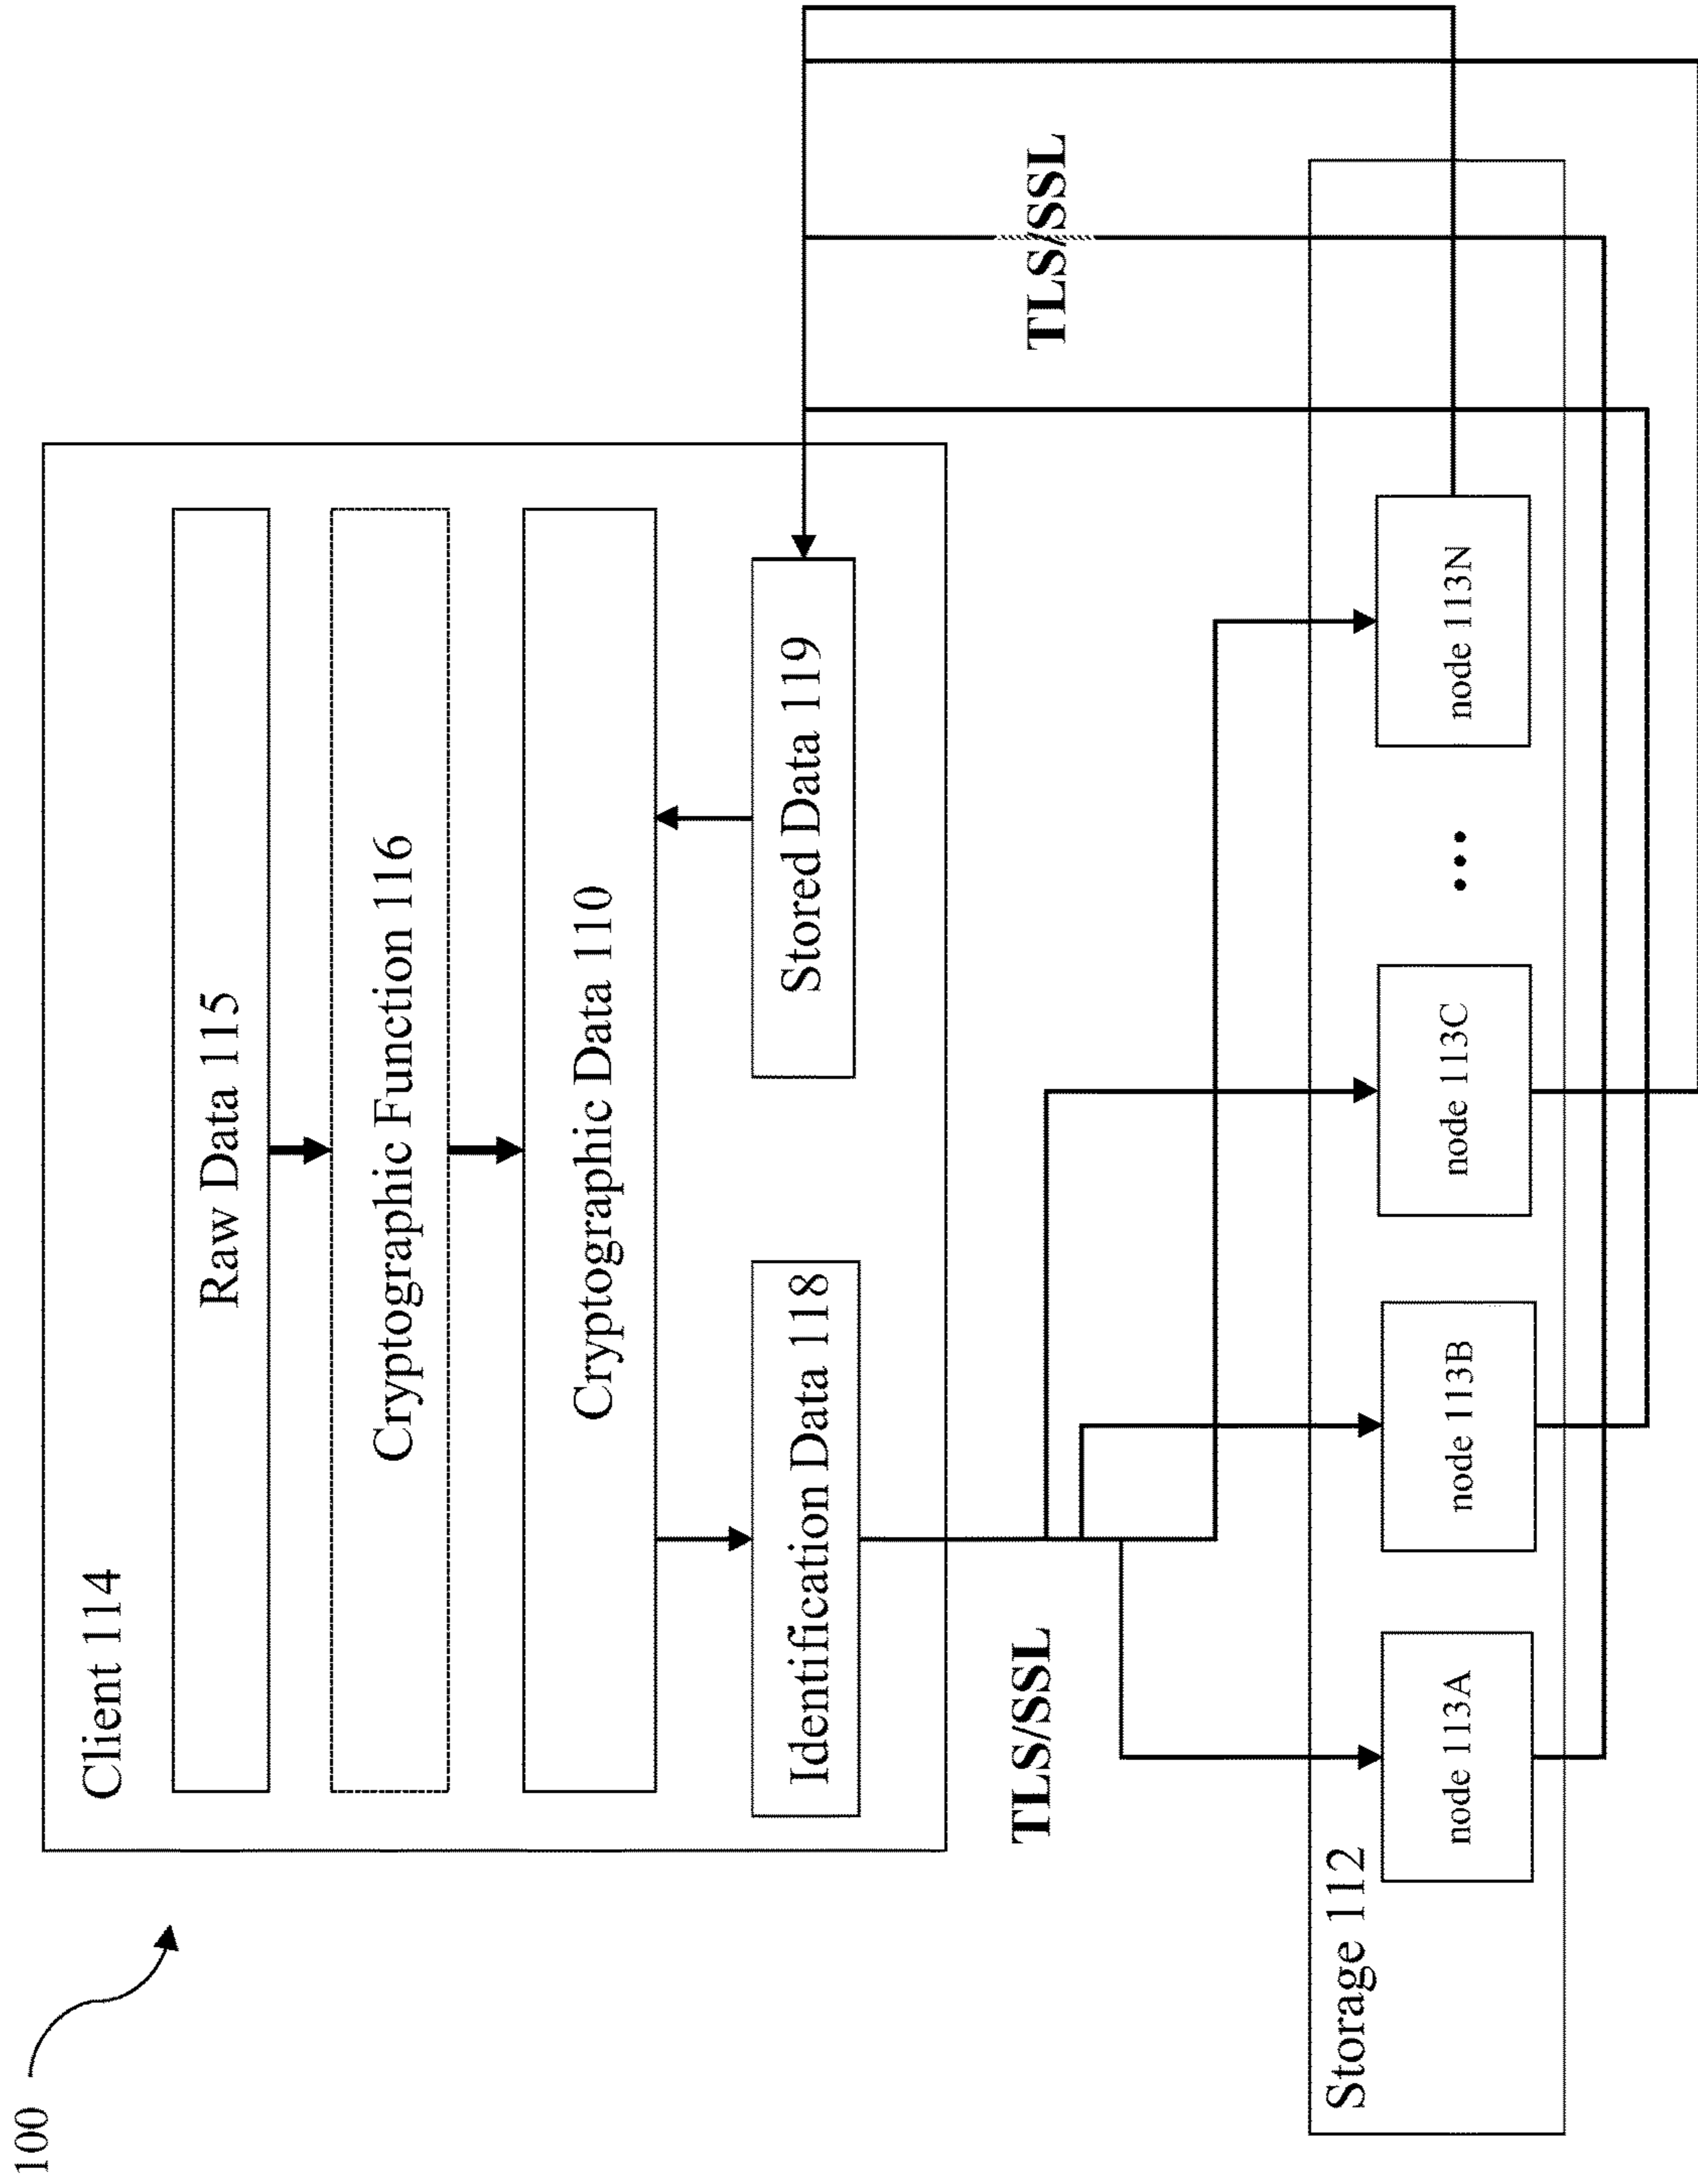 100
Client 114
Raw Data 115
Cryptographic Function 116
Cryptographic Data 110
Identification Data 118
Stored Data 119
TLS/SSL
TLS/SSL
Storage 112
node 113A
node 113B
node 113C
...
node 113N